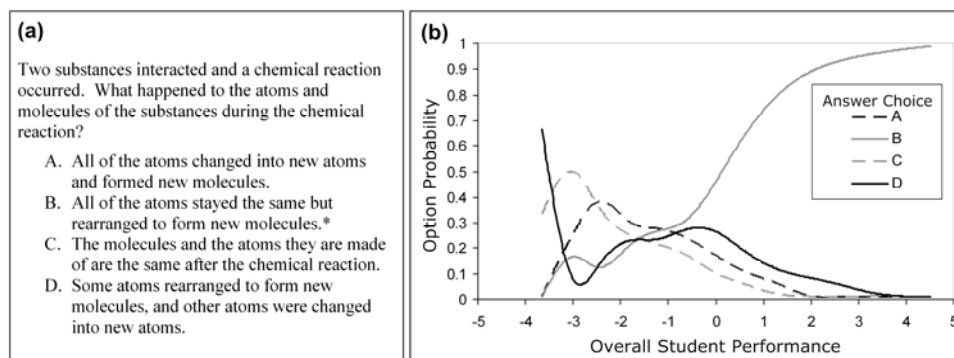 (a)
Two substances interacted and a chemical reaction
occurred. What happened to the atoms and
molecules of the substances during the chemical
reaction?
A. All of the atoms changed into new atoms
and formed new molecules.
B. All of the atoms stayed the same but
rearranged to form new molecules.*
C. The molecules and the atoms they are made
of are the same after the chemical reaction.
D. Some atoms rearranged to form new
molecules, and other atoms were changed
into new atoms.
(b)
Option Probability
1
0.9
0.8
0.7
0.6
0.5
0.4
0.3
0.2
0.1
0
-5 -4 -3 -2 -1 0 1 2 3 4 5
Overall Student Performance
Answer Choice
A
B
C
D